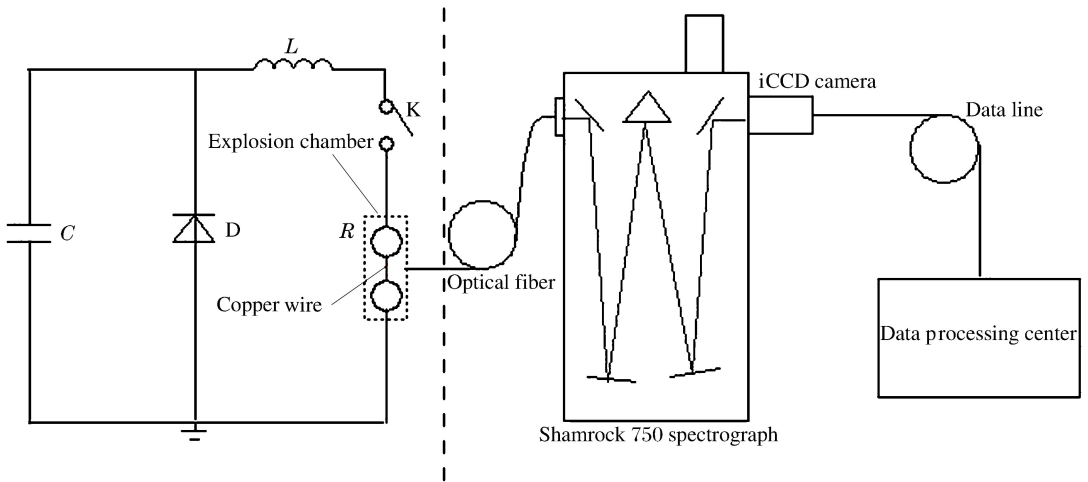 L
K
iCCD camera
Data line
Explosion chamber
C
D
R
Optical fiber
Copper wire
Data processing center
Shamrock 750 spectrograph